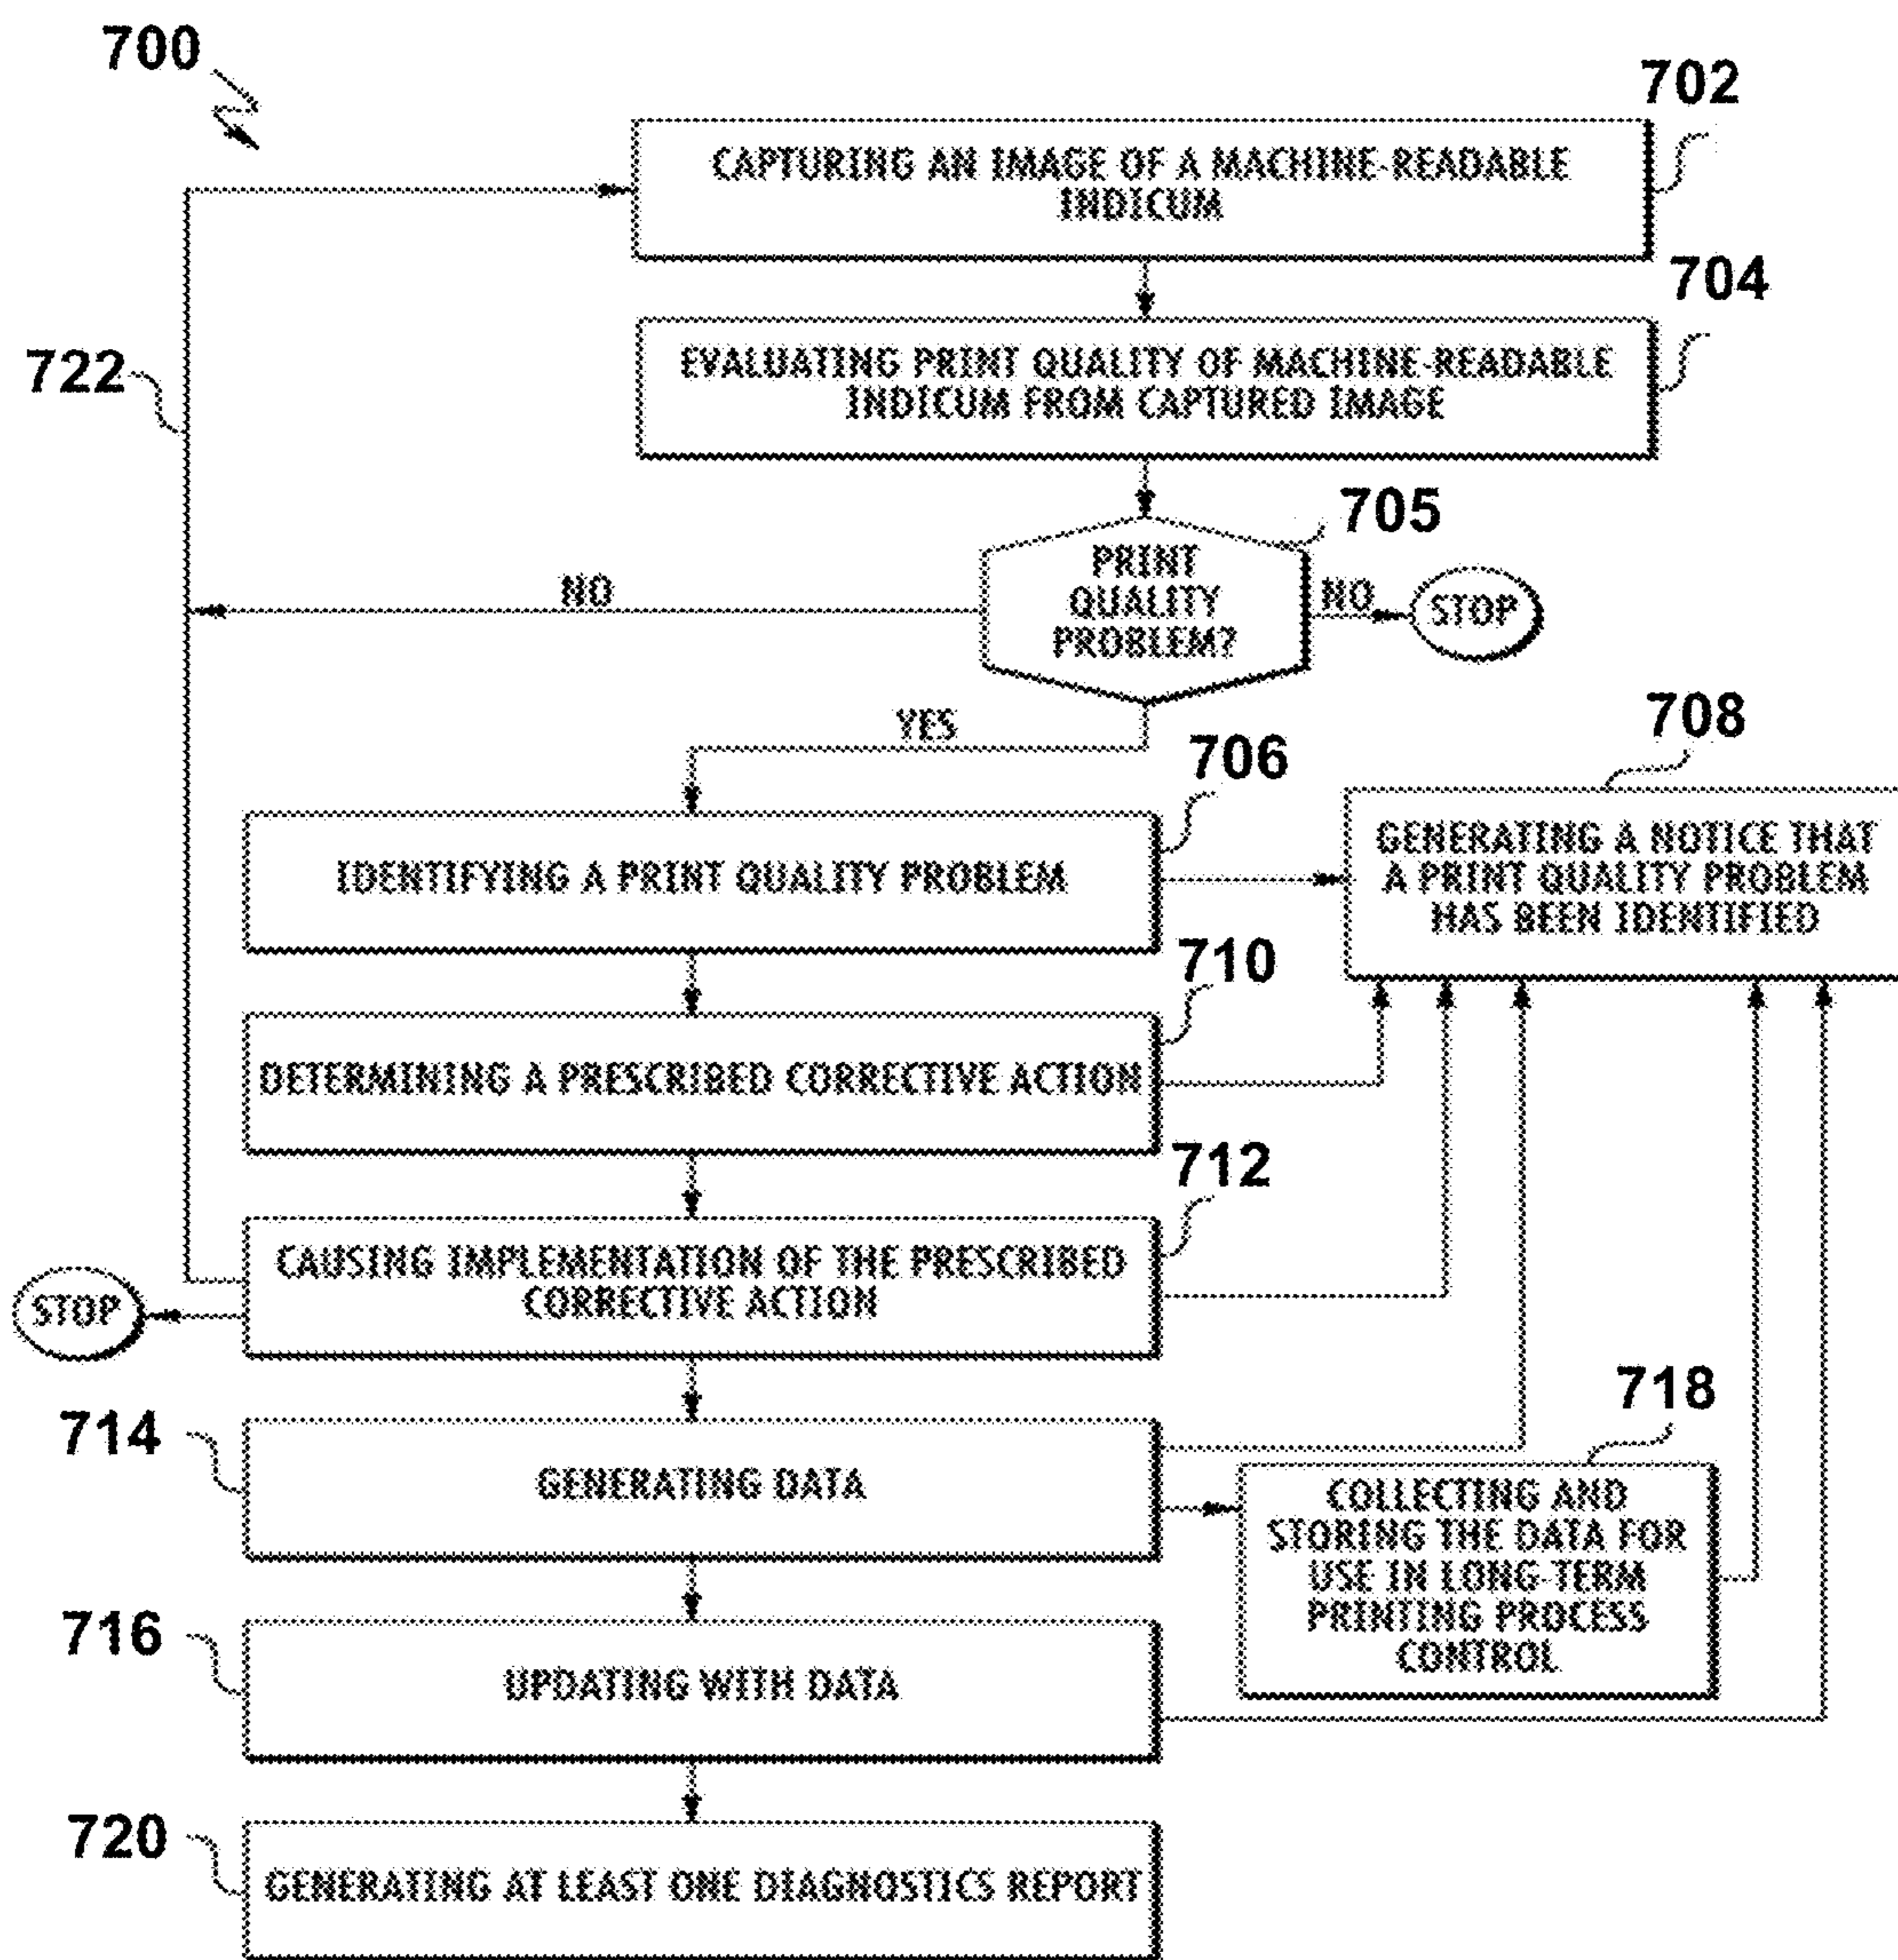 700
702
CAPTURING AN IMAGE OF A MACHINE-READABLE
INDICUM
704
EVALUATING PRINT QUALITY OF MACHINE-READABLE
INDICUM FROM CAPTURED IMAGE
722
705
PRINT
QUALITY
PROBLEM?
NO
NO
STOP
YES
706
708
IDENTIFYING A PRINT QUALITY PROBLEM
GENERATING A NOTICE THAT
A PRINT QUALITY PROBLEM
HAS BEEN IDENTIFIED
710
DETERMINING A PRESCRIBED CORRECTIVE ACTION
712
CAUSING IMPLEMENTATION OF THE PRESCRIBED
CORRECTIVE ACTION
STOP
714
GENERATING DATA
718
COLLECTING AND
STORING THE DATA FOR
USE IN LONG-TERM
PRINTING PROCESS
CONTROL
716
UPDATING WITH DATA
720
GENERATING AT LEAST ONE DIAGNOSTICS REPORT